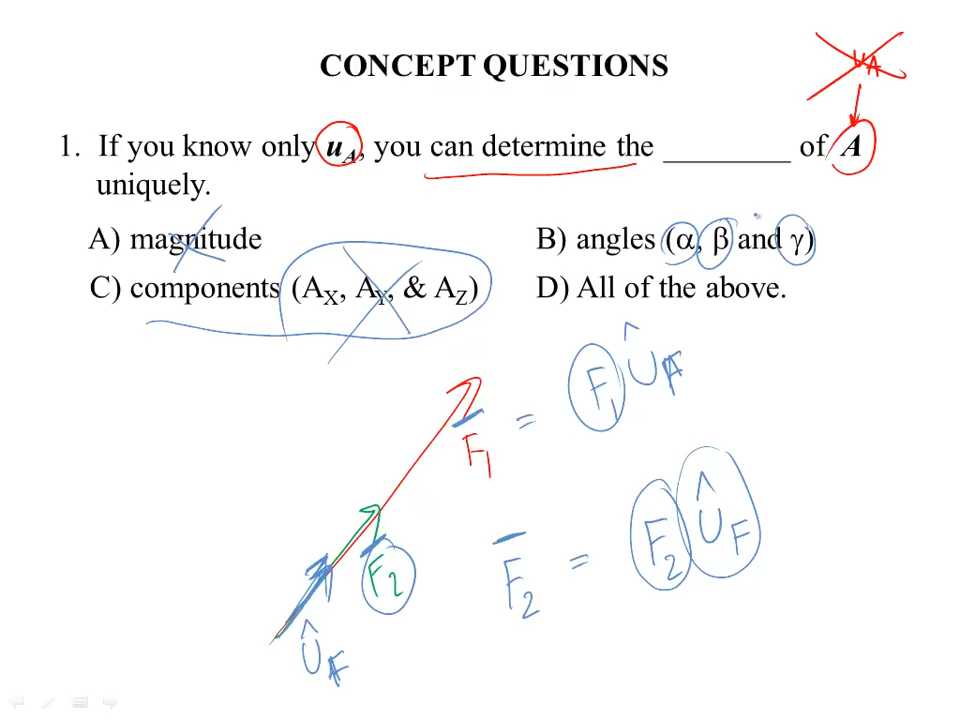 CONCEPT QUESTIONS
UA
1. If you know only uA, you can determine the ________ of A
uniquely.
A) magnitude
B) angles (α, β and γ)
C) components (AX, AY, & AZ)
D) All of the above.
F1 = F1 ÛF
F2
F2 = F2 ÛF
ÛF